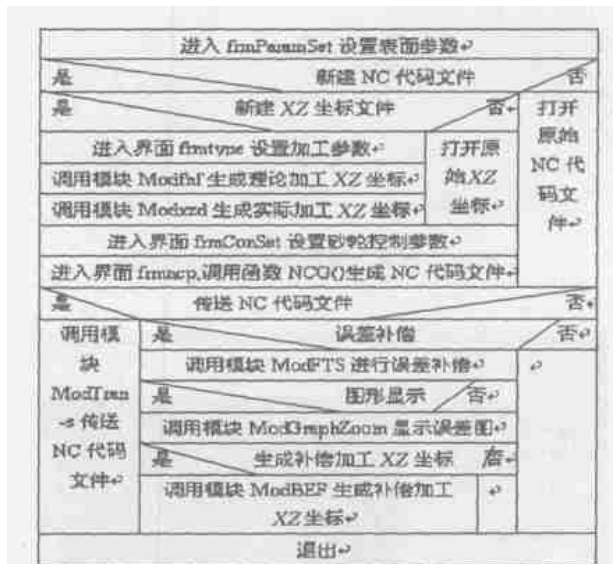 进入 frmParamSet 设置表面参数
是 新建 NC 代码文件 否
是 新建 XZ 坐标文件 否
打开
原始
NC 代
码文
件
进入界面 frmtype 设置加工参数
打开原
始 XZ
坐标
调用模块 Modfnf 生成理论加工 XZ 坐标
调用模块 Modxzd 生成实际加工 XZ 坐标
进入界面 frmConSet 设置砂轮控制参数
进入界面 frmncp,调用函数 NCG()生成 NC 代码文件
是 传送 NC 代码文件 否
调用模
块
ModTran
-s 传送
NC 代码
文件
是 误差补偿 否
调用模块 ModFTS 进行误差补偿
是 图形显示 否
调用模块 ModGraphZoom 显示误差图
是 生成补偿加工 XZ 坐标 否
调用模块 ModBEF 生成补偿加工
XZ 坐标
退出